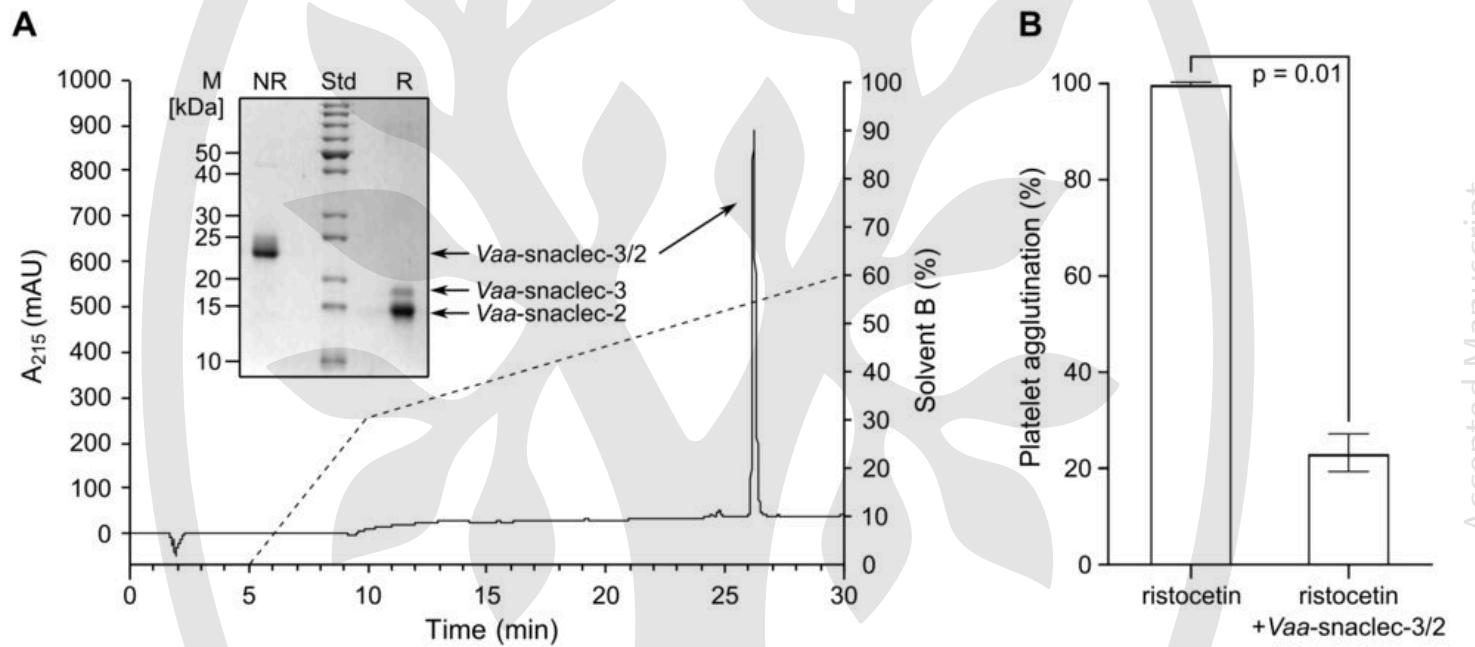 A
B
M
[kDa]
NR Std R
50
40
30
25
20
15
10
Vaa-snaclec-3/2
Vaa-snaclec-3
Vaa-snaclec-2
A215 (mAU)
1000
900
800
700
600
500
400
300
200
100
0
0 5 10 15 20 25 30
Time (min)
Solvent B (%)
100
90
80
70
60
50
40
30
20
10
0
Platelet agglutination (%)
100
80
60
40
20
0
p = 0.01
ristocetin
ristocetin
+Vaa-snaclec-3/2
Accepted Manuscript